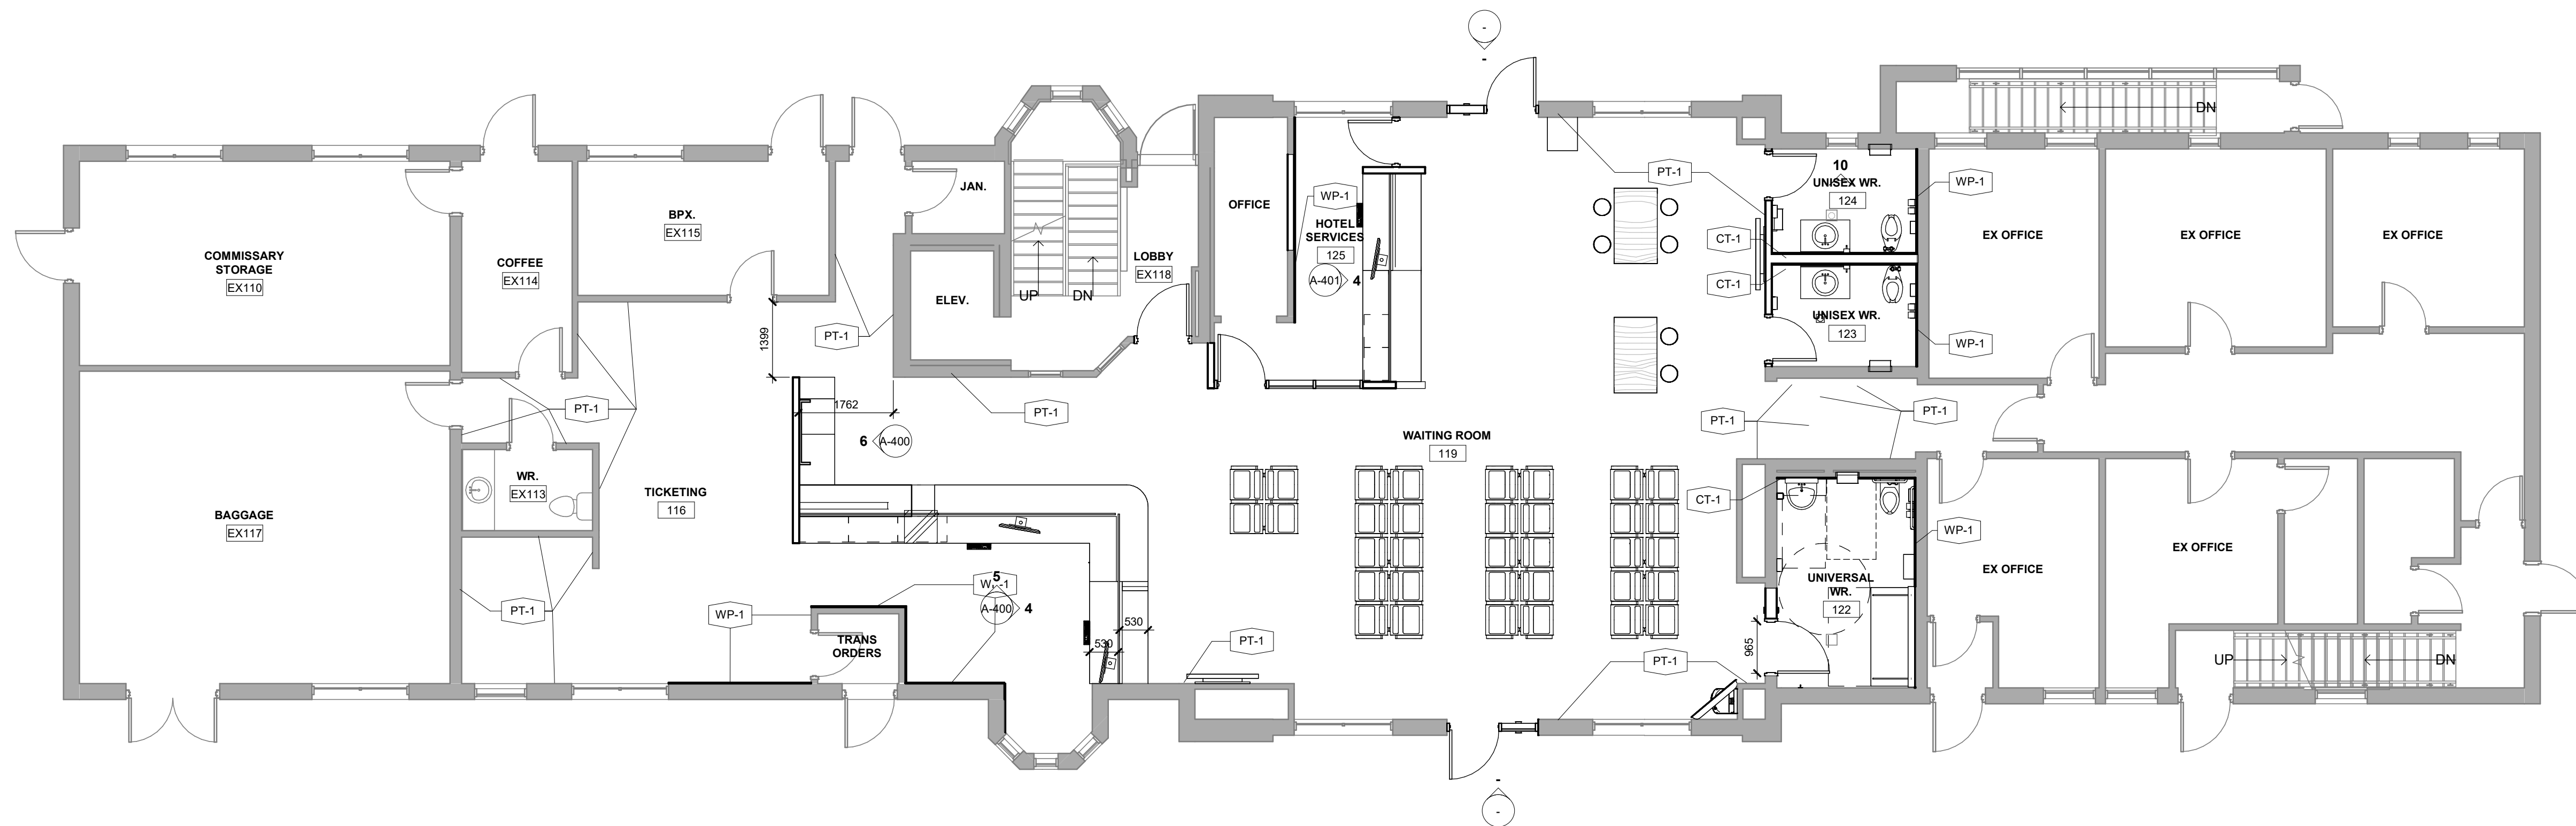 -
-
DN
JAN.
10
UNISEX WR.
124
WP-1
PT-1
WP-1
OFFICE
HOTEL
SERVICES
125
A-401
4
BPX.
EX115
COMMISSARY
STORAGE
EX110
COFFEE
EX114
LOBBY
EX118
ELEV.
UP
DN
CT-1
CT-1
EX OFFICE
EX OFFICE
EX OFFICE
UNISEX WR.
123
WP-1
1399
PT-1
PT-1
1762
PT-1
6
A-400
PT-1
PT-1
WAITING ROOM
119
WR.
EX113
TICKETING
116
BAGGAGE
EX117
CT-1
WP-1
EX OFFICE
EX OFFICE
UNIVERSAL
WR.
122
5
A-400
4
PT-1
WP-1
530
530
TRANS
ORDERS
PT-1
965
PT-1
UP
DN
-
-